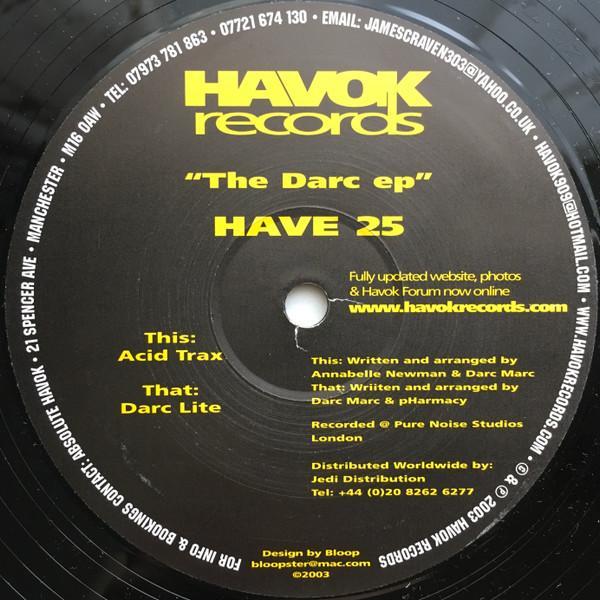 FOR INFO & BOOKINGS CONTACT: ABSOLUTE HAVOK • 21 SPENCER AVE • MANCHESTER • M16 0AW • TEL: 07973 781 863 • 07721 674 130 • EMAIL: JAMESCRAVEN303@YAHOO.CO.UK • HAVOK909@HOTMAIL.COM • WWW.HAVOKRECORDS.COM • © & ℗ 2003 HAVOK RECORDS
HAVOK
records
“The Darc ep”
HAVE 25
Fully updated website, photos
& Havok Forum now online
www.havokrecords.com
This:
Acid Trax
That:
Darc Lite
This: Written and arranged by
Annabelle Newman & Darc Marc
That: Wriiten and arranged by
Darc Marc & pHarmacy
Recorded @ Pure Noise Studios
London
Distributed Worldwide by:
Jedi Distribution
Tel: +44 (0)20 8262 6277
Design by Bloop
bloopster@mac.com
©2003